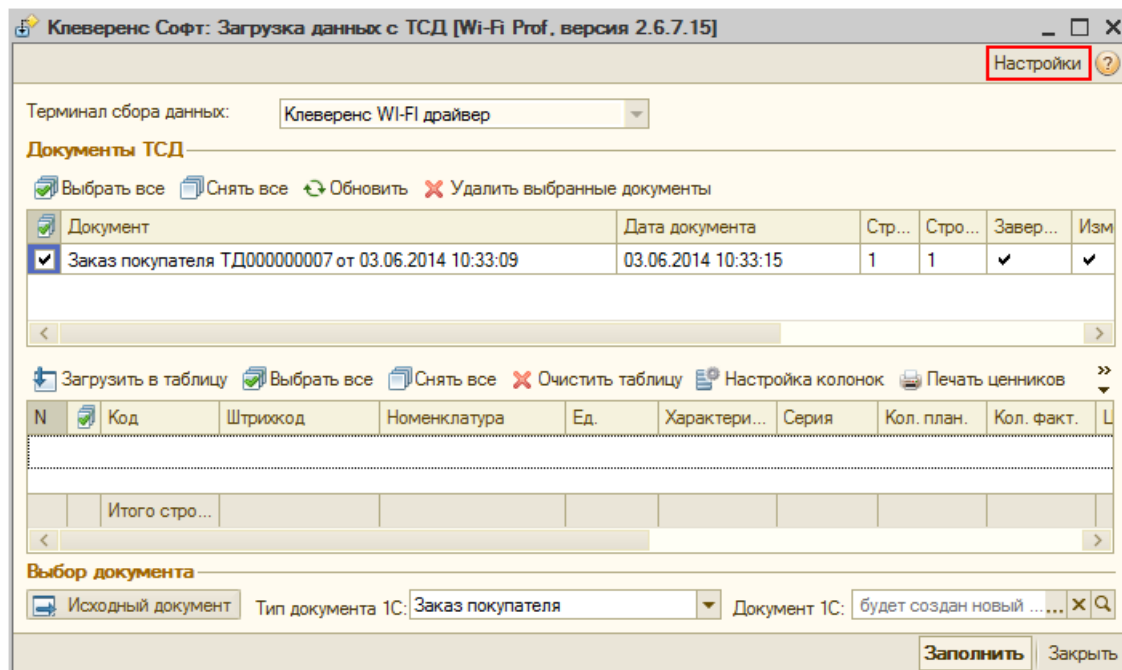 Клеверенс Софт: Загрузка данных с ТСД [Wi-Fi Prof, версия 2.6.7.15]
Настройки ?
Терминал сбора данных: Клеверенс WI-FI драйвер
Документы ТСД
Выбрать все Снять все Обновить Удалить выбранные документы
Документ Дата документа Стр... Стро... Завер... Изм
Заказ покупателя ТД000000007 от 03.06.2014 10:33:09 03.06.2014 10:33:15 1 1
Загрузить в таблицу Выбрать все Снять все Очистить таблицу Настройка колонок Печать ценников
N Код Штрихкод Номенклатура Ед. Характери... Серия Кол. план. Кол. факт. Ц
Итого стро...
Выбор документа
Исходный документ Тип документа 1С: Заказ покупателя Документ 1С: будет создан новый ...
Заполнить Закрыть